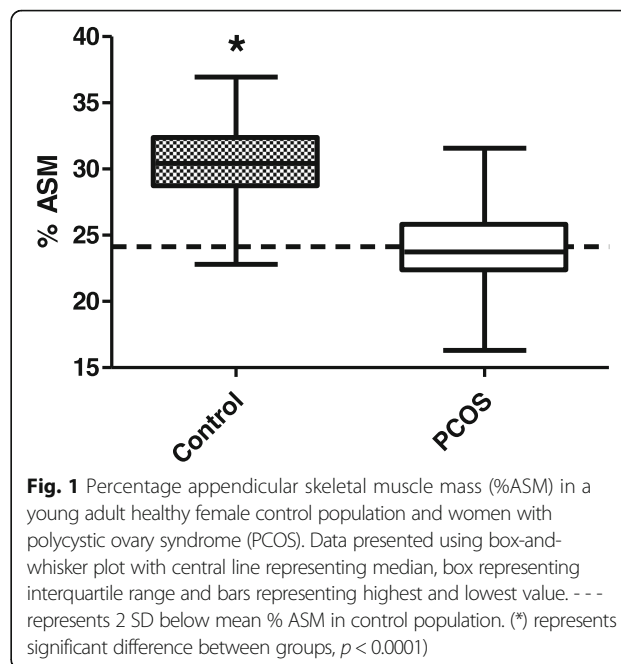 40
*
35
30
25
20
15
% ASM
Control
PCOS
Fig. 1 Percentage appendicular skeletal muscle mass (%ASM) in a
young adult healthy female control population and women with
polycystic ovary syndrome (PCOS). Data presented using box-and-
whisker plot with central line representing median, box representing
interquartile range and bars representing highest and lowest value. - - -
represents 2 SD below mean % ASM in control population. (*) represents
significant difference between groups, p < 0.0001)